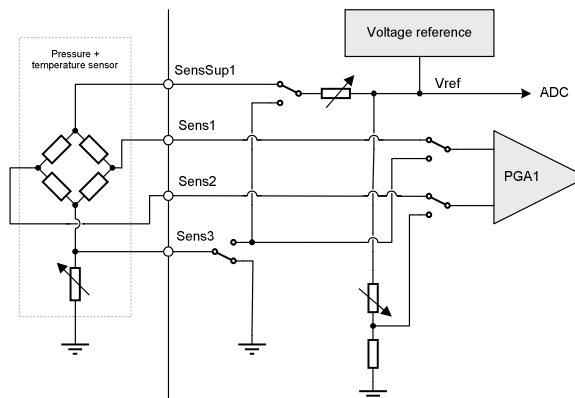 Voltage reference
Pressure +
temperature sensor
SensSup1
Vref
ADC
Sens1
PGA1
Sens2
Sens3